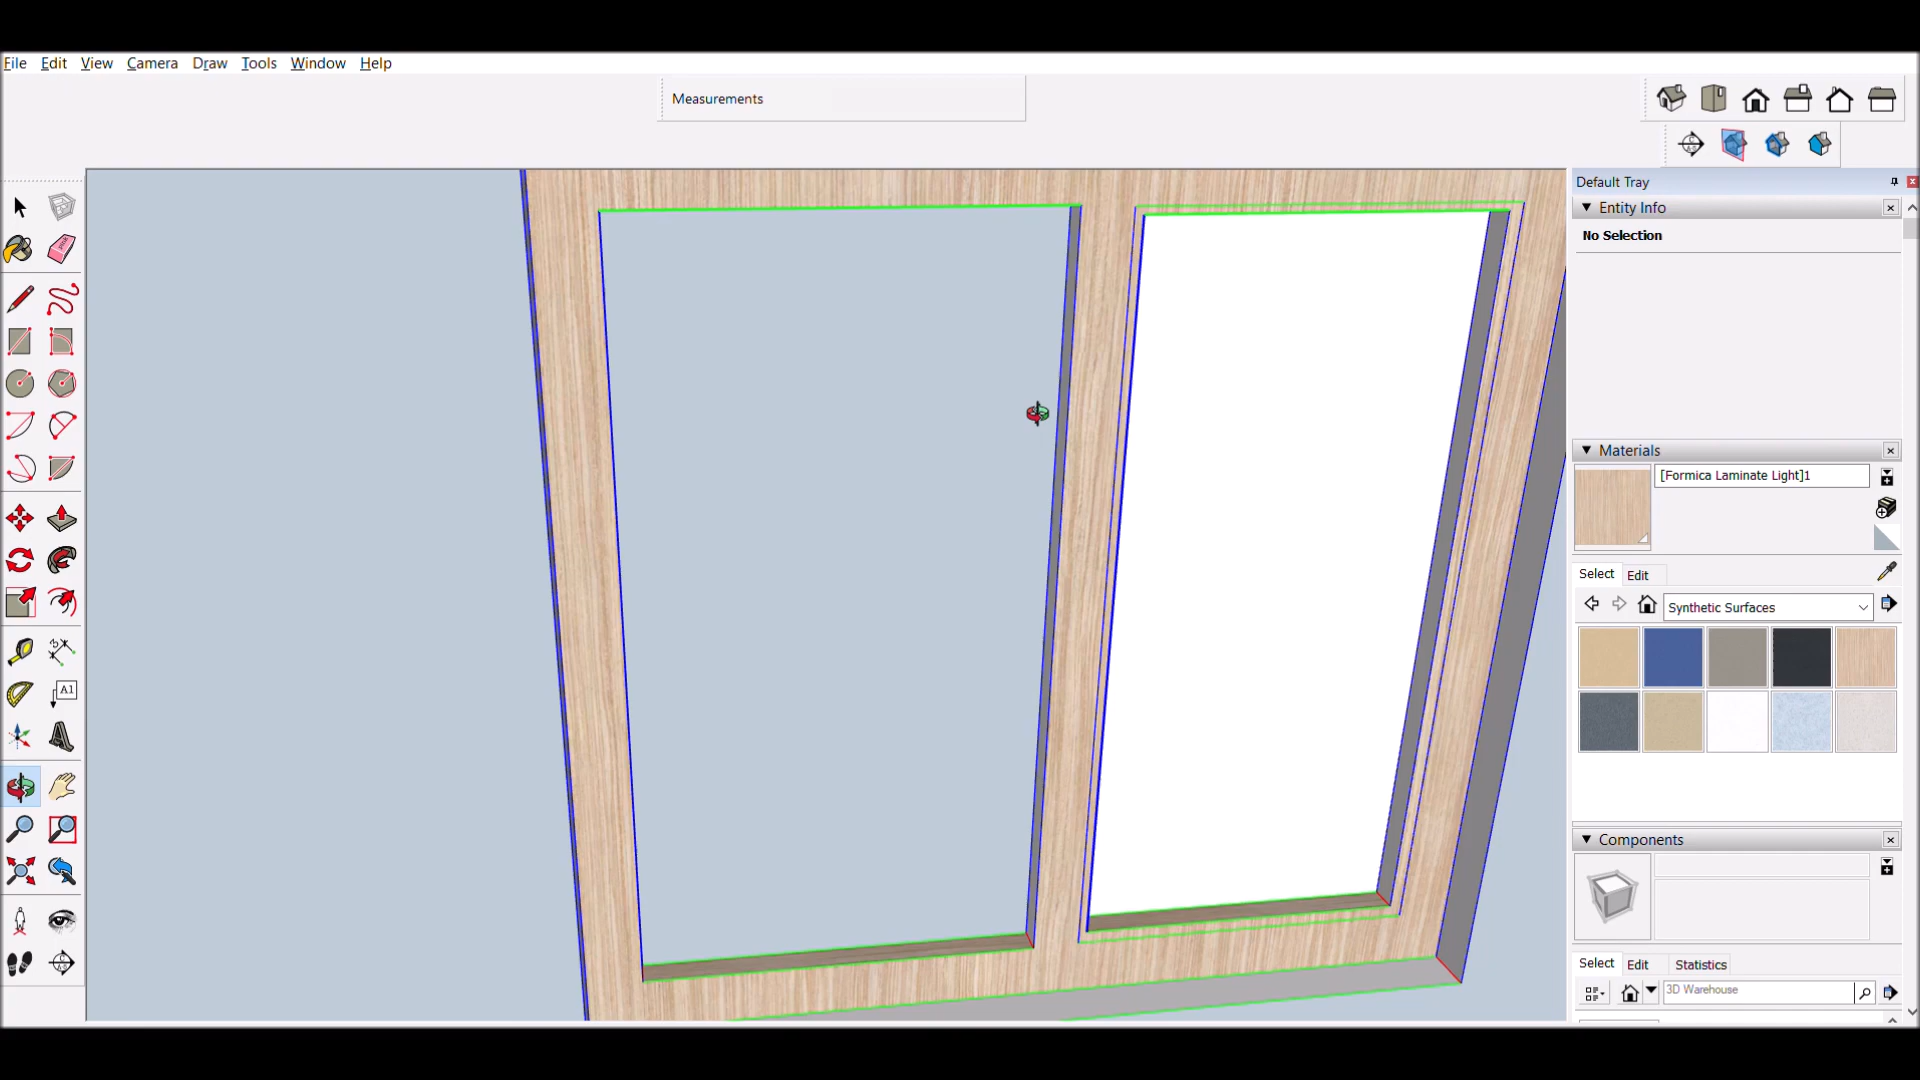 File Edit View Camera Draw Tools Window Help
Measurements
Default Tray
Entity Info
No Selection
Materials
[Formica Laminate Light]1
Select Edit
Synthetic Surfaces
A1
Components
Select Edit Statistics
3D Warehouse